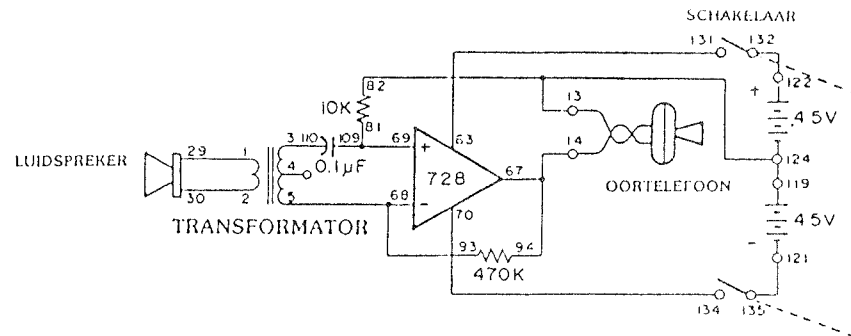 SCHAKELAAR
131 132
82
122
13
+
10K
4.5V
81
3 110 109 69 + 63
14
29 1
LUIDSPREKER
4
0.1µF
728
67
124
OORTELEFOON
119
30 2
68
5
-
TRANSFORMATOR
70
4.5V
93 94
-
470K
121
134 135